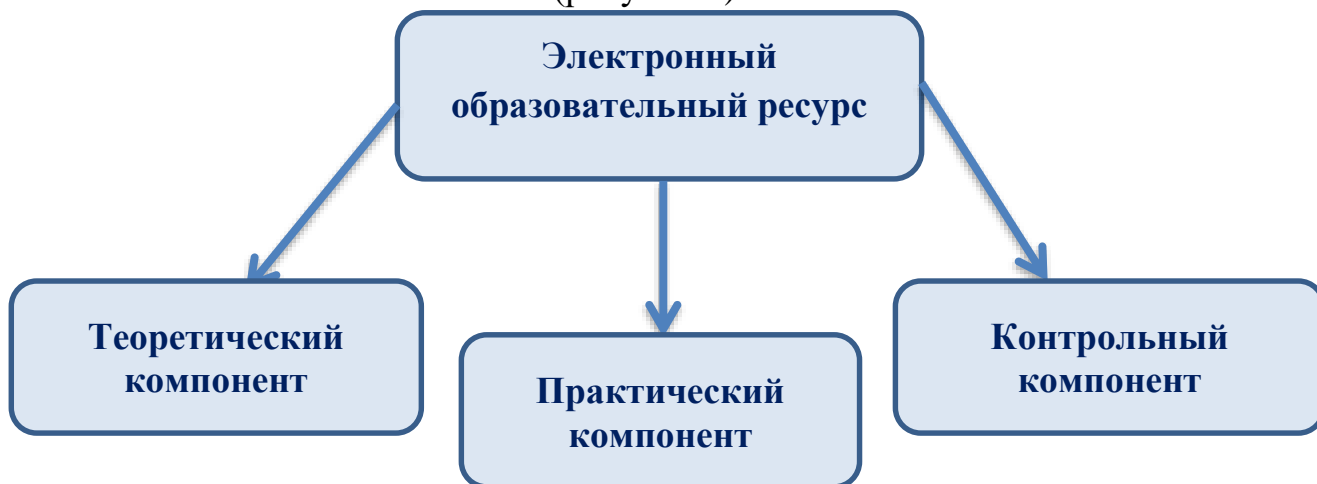 Электронный
образовательный ресурс
Теоретический
компонент
Практический
компонент
Контрольный
компонент